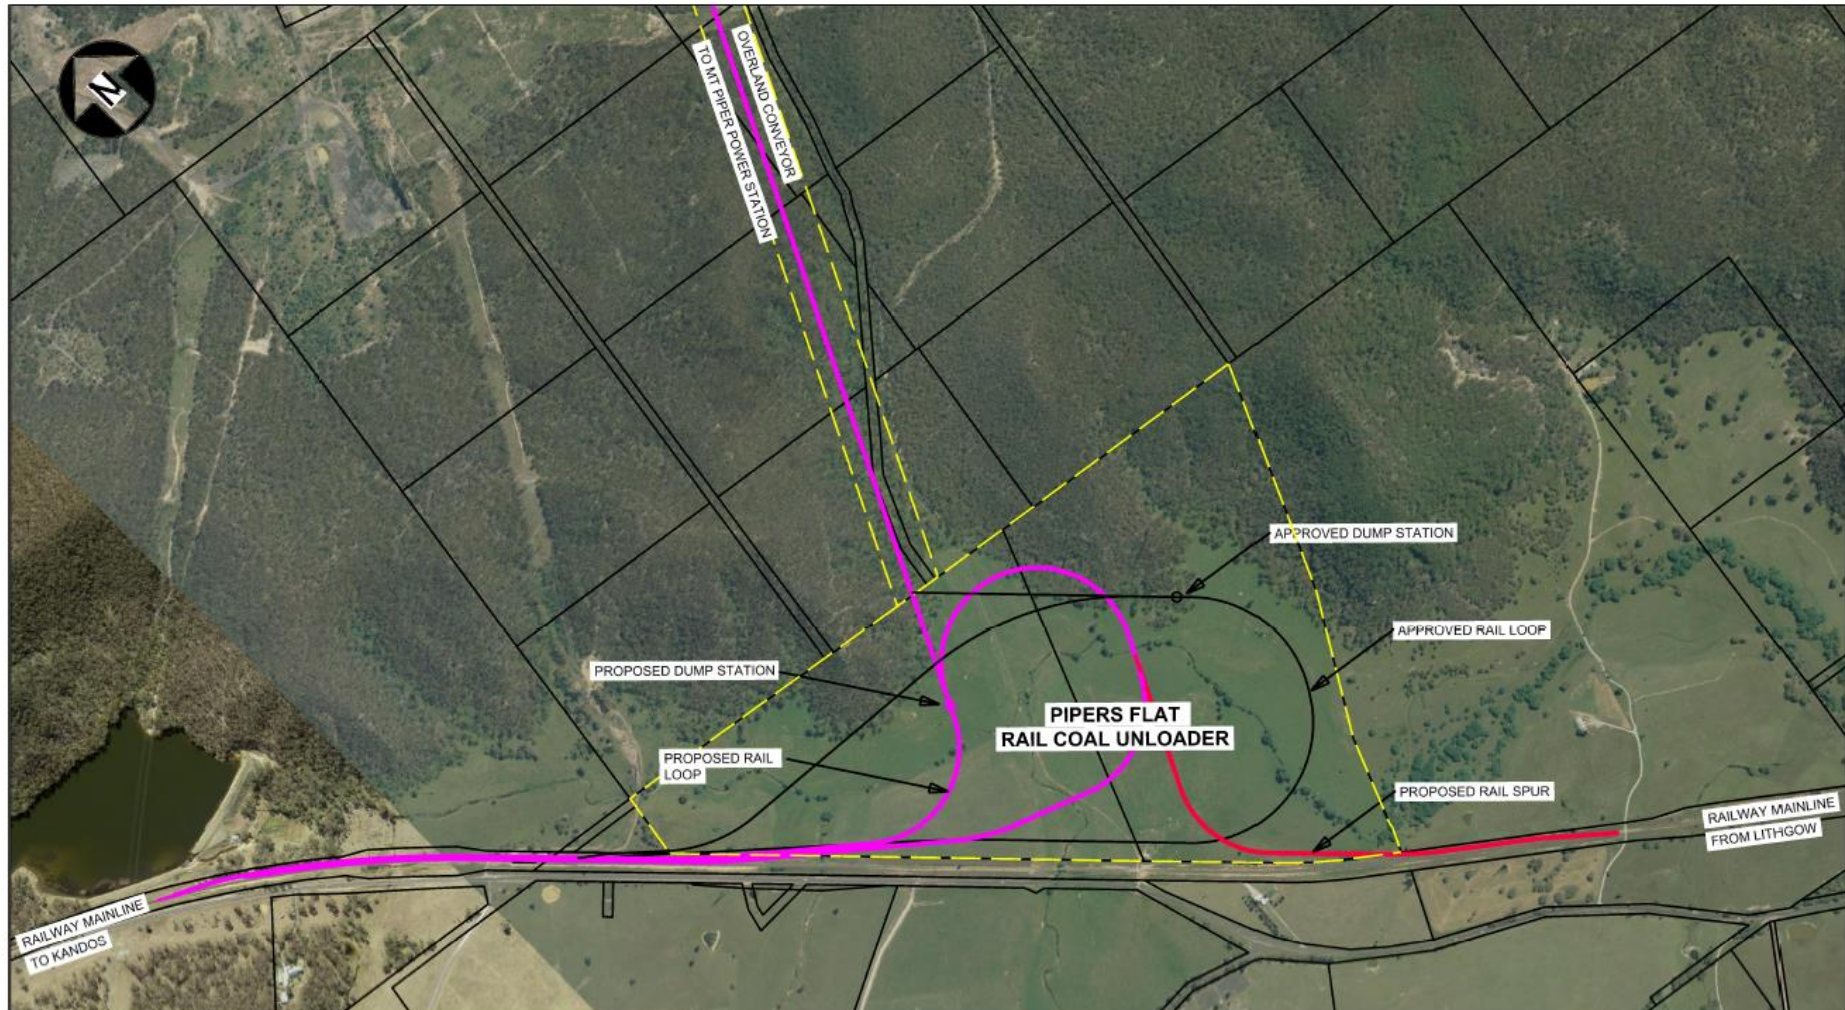 N
TO MT PIPER POWER STATION
OVERLAND CONVEYOR
APPROVED DUMP STATION
APPROVED RAIL LOOP
PROPOSED DUMP STATION
PIPERS FLAT
RAIL COAL UNLOADER
PROPOSED RAIL
LOOP
PROPOSED RAIL SPUR
RAILWAY MAINLINE
FROM LITHGOW
RAILWAY MAINLINE
TO KANDOS